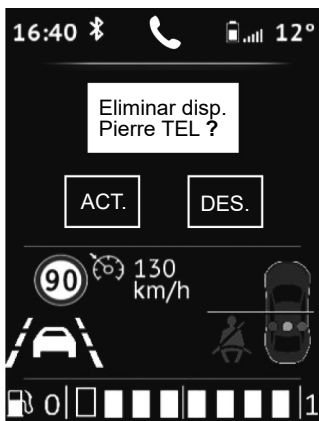 16:40 12°
Eliminar disp.
Pierre TEL ?
ACT. DES.
90 130
km/h
0 1